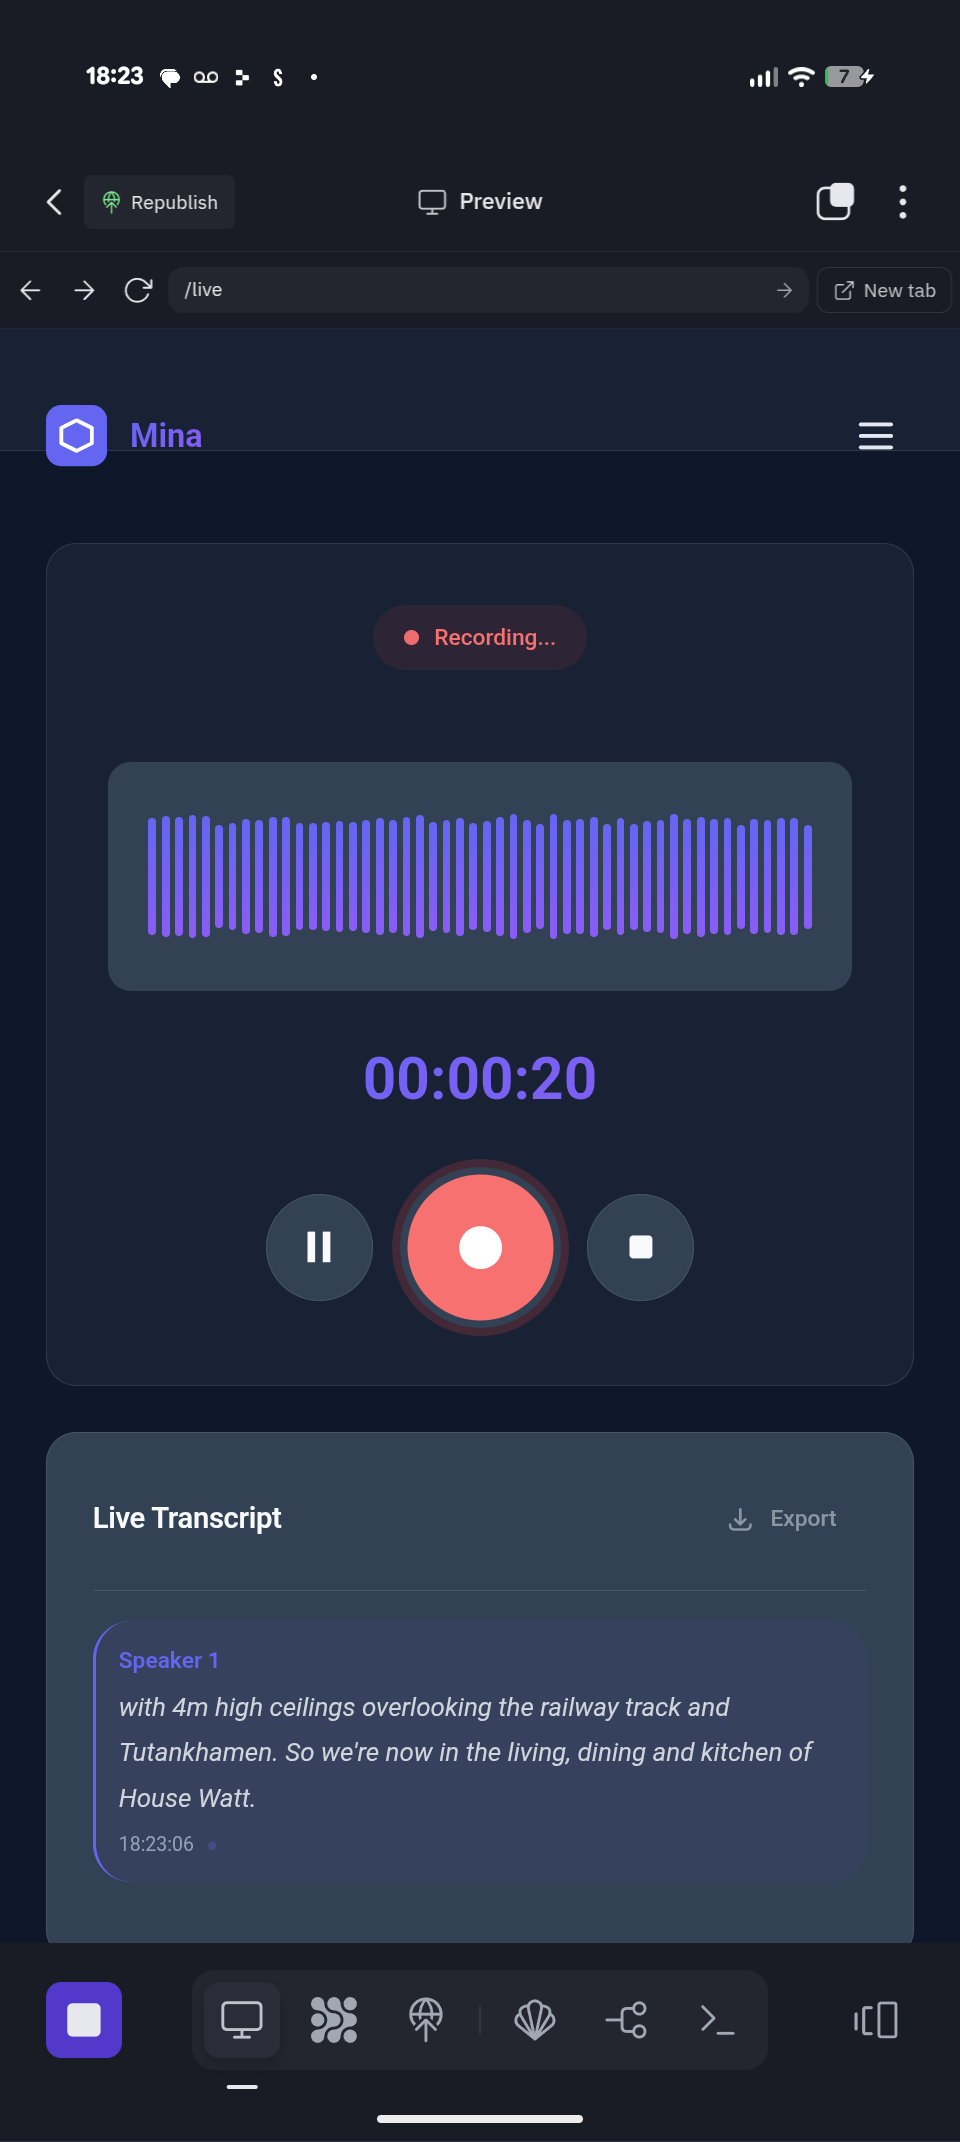 18:23
7
Republish
Preview
/live
New tab
Mina
Recording...
00:00:20
Live Transcript
Export
Speaker 1
with 4m high ceilings overlooking the railway track and
Tutankhamen. So we're now in the living, dining and kitchen of
House Watt.
18:23:06